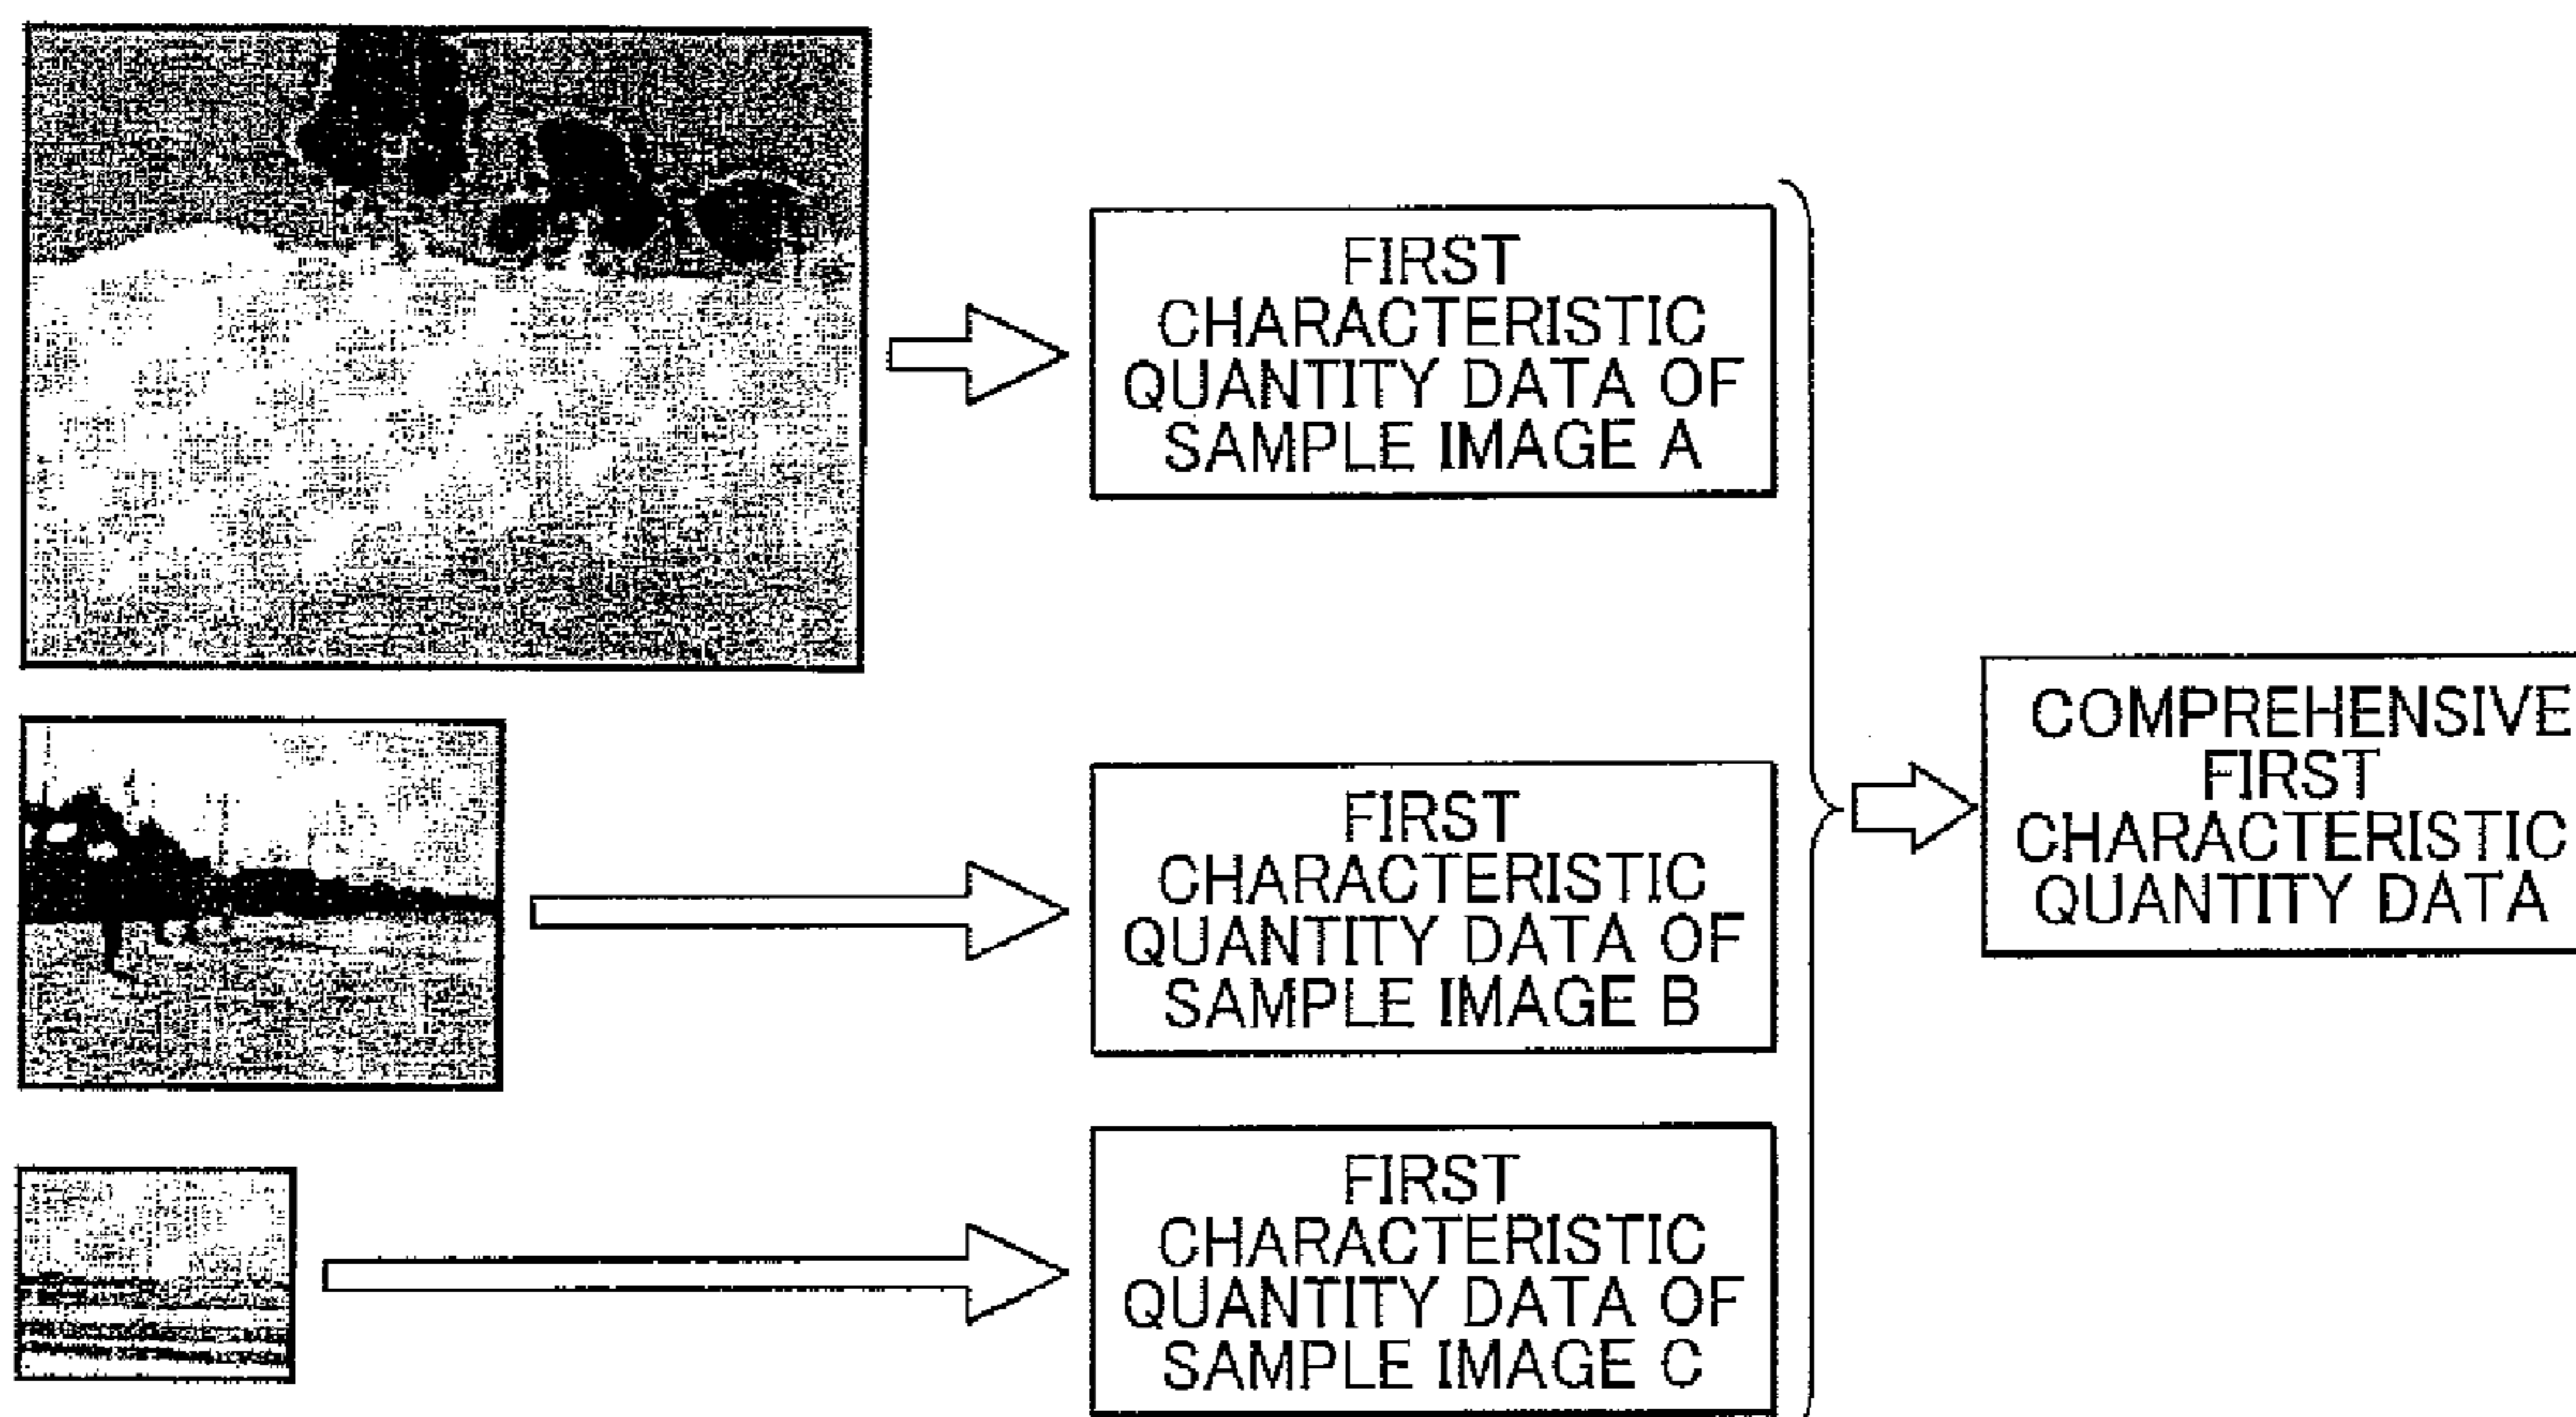 FIRST
CHARACTERISTIC
QUANTITY DATA OF
SAMPLE IMAGE A
FIRST
CHARACTERISTIC
QUANTITY DATA OF
SAMPLE IMAGE B
FIRST
CHARACTERISTIC
QUANTITY DATA OF
SAMPLE IMAGE C
COMPREHENSIVE
FIRST
CHARACTERISTIC
QUANTITY DATA